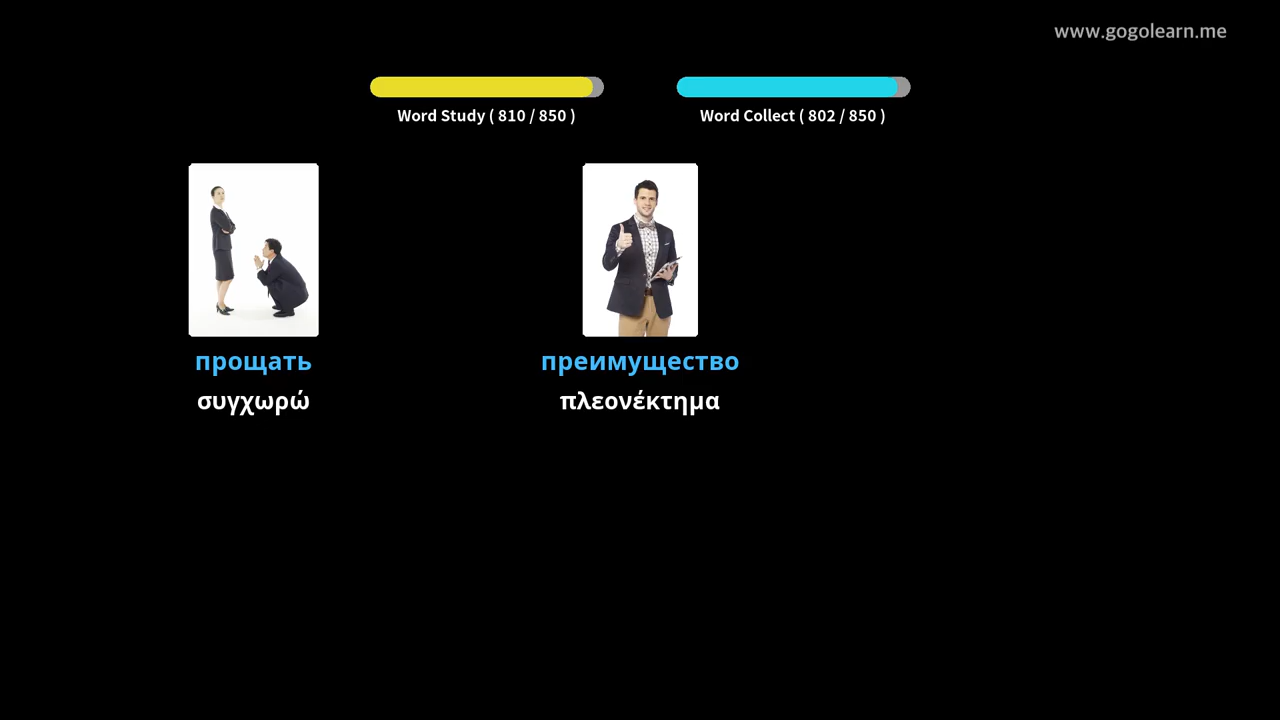 www.gogolearn.me
Word Study ( 810 / 850 )
Word Collect ( 802 / 850 )
прощать
συγχωρώ
преимущество
πλεονέκτημα